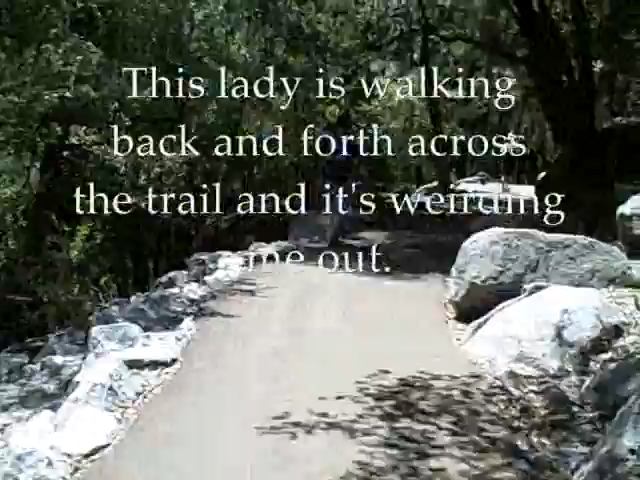 This lady is walking
back and forth across
the trail and it's weirding
me out.